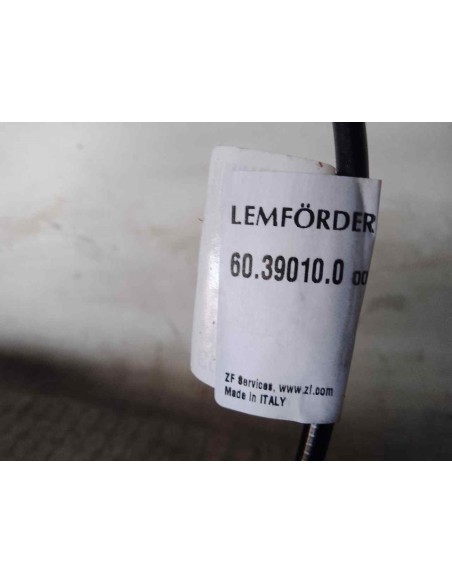 LEMFÖRDER
60.39010.0
ZF Services, www.zf.com
Made in ITALY